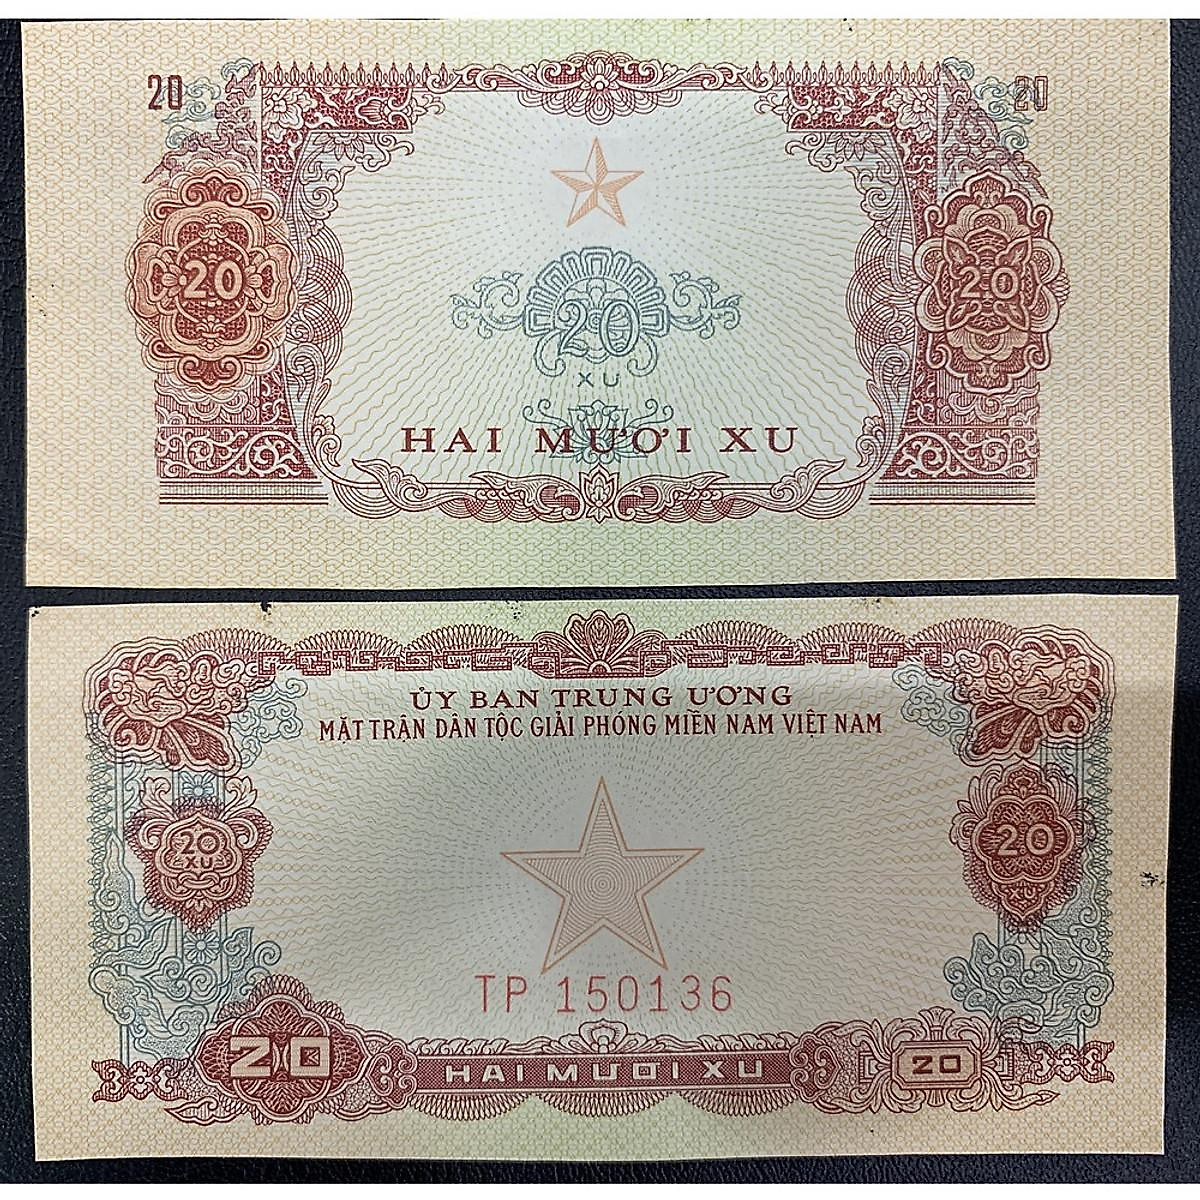 20 20
20 20
20
XU
HAI MƯƠI XU
ỦY BAN TRUNG ƯƠNG
MẶT TRẬN DÂN TỘC GIẢI PHÓNG MIỀN NAM VIỆT NAM
20
XU
20
TP 150136
20 HAI MƯƠI XU 20